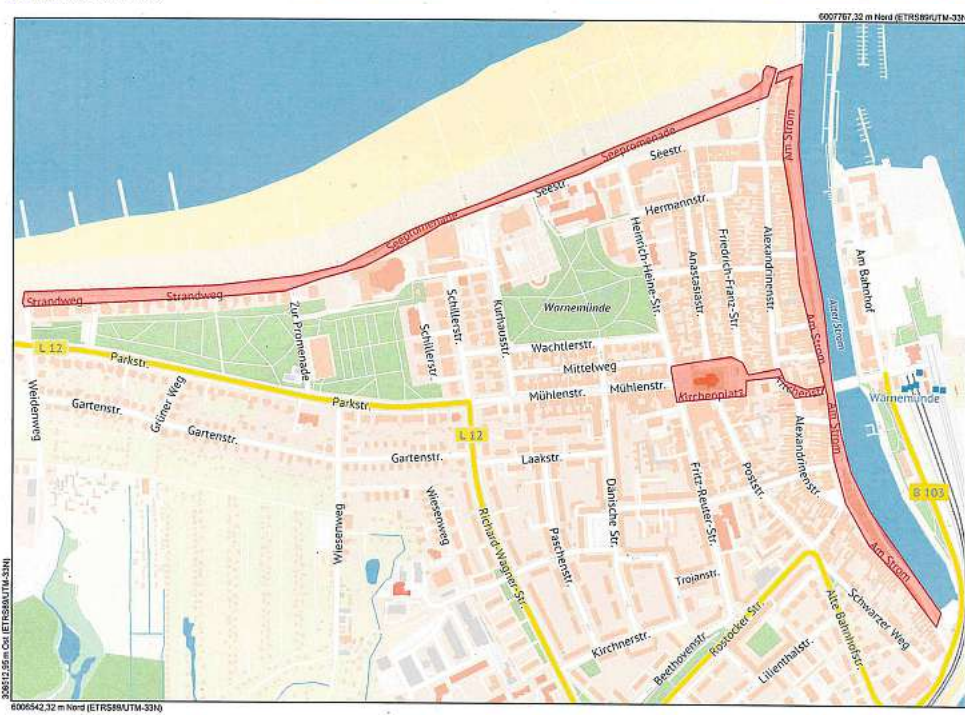 6007767,32 m Nord (ETRS89/UTM-33N)
Am Strom
Seepromenade
Seestr.
Seestr.
Hermannstr.
Seepromenade
Heinrich-Heine-Str.
Friedrich-Franz-Str.
Alexandrinenstr.
Anastasiastr.
Am Bahnhof
Strandweg
Strandweg
Zur Promenade
Schillerstr.
Schillerstr.
Kurhausstr.
Warnemünde
Am Strom
Alter Strom
L 12
Parkstr.
Wachtlerstr.
Mittelweg
Mühlenstr.
Mühlenstr.
Kirchenplatz
Kirchenstr.
Warnemünde
Weidenweg
Gartenstr.
Grüner Weg
Parkstr.
Gartenstr.
L 12
Gartenstr.
Laakstr.
Am Strom
Alexandrinenstr.
Poststr.
Fritz-Reuter-Str.
Dänische Str.
B 103
Wiesenweg
Wiesenweg
Richard-Wagner-Str.
Paschenstr.
Trojanstr.
Am Strom
Schwarzer Weg
Kirchnerstr.
Beethovenstr.
Rostocker Str.
Lilienthalstr.
Alte Bahnhofstr.
306512,95 m Ost (ETRS89/UTM-33N)
6006542,32 m Nord (ETRS89/UTM-33N)